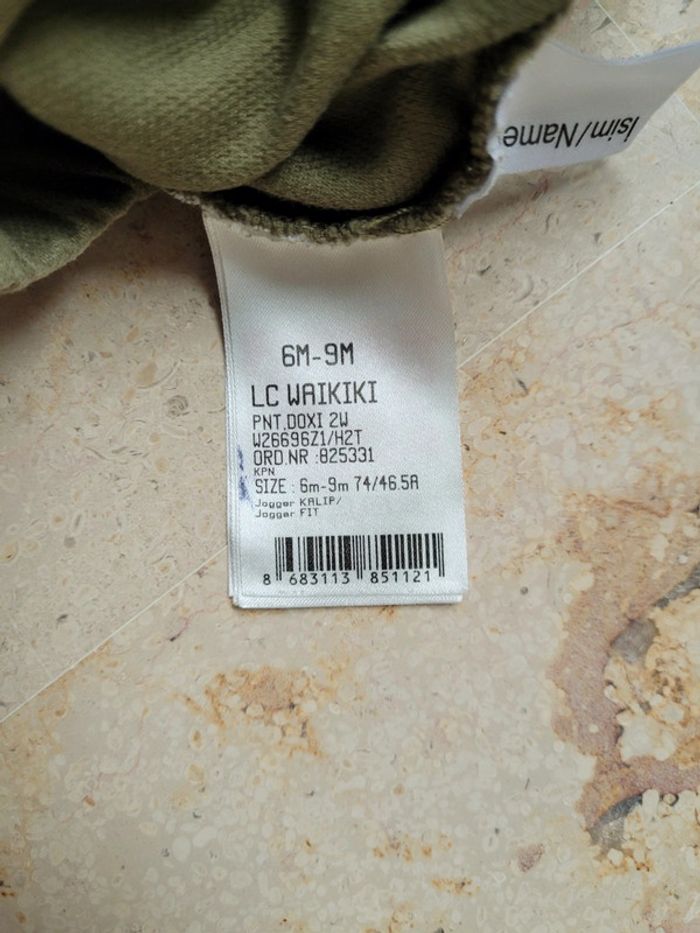 İsim/Name
6M-9M
LC WAIKIKI
PNT.DOXI 2W
W26696Z1/H2T
ORD.NR :825331
KPN
SIZE : 6m-9m 74/46.5A
Jogger KALIP/
Jogger FIT
8 683113 851121